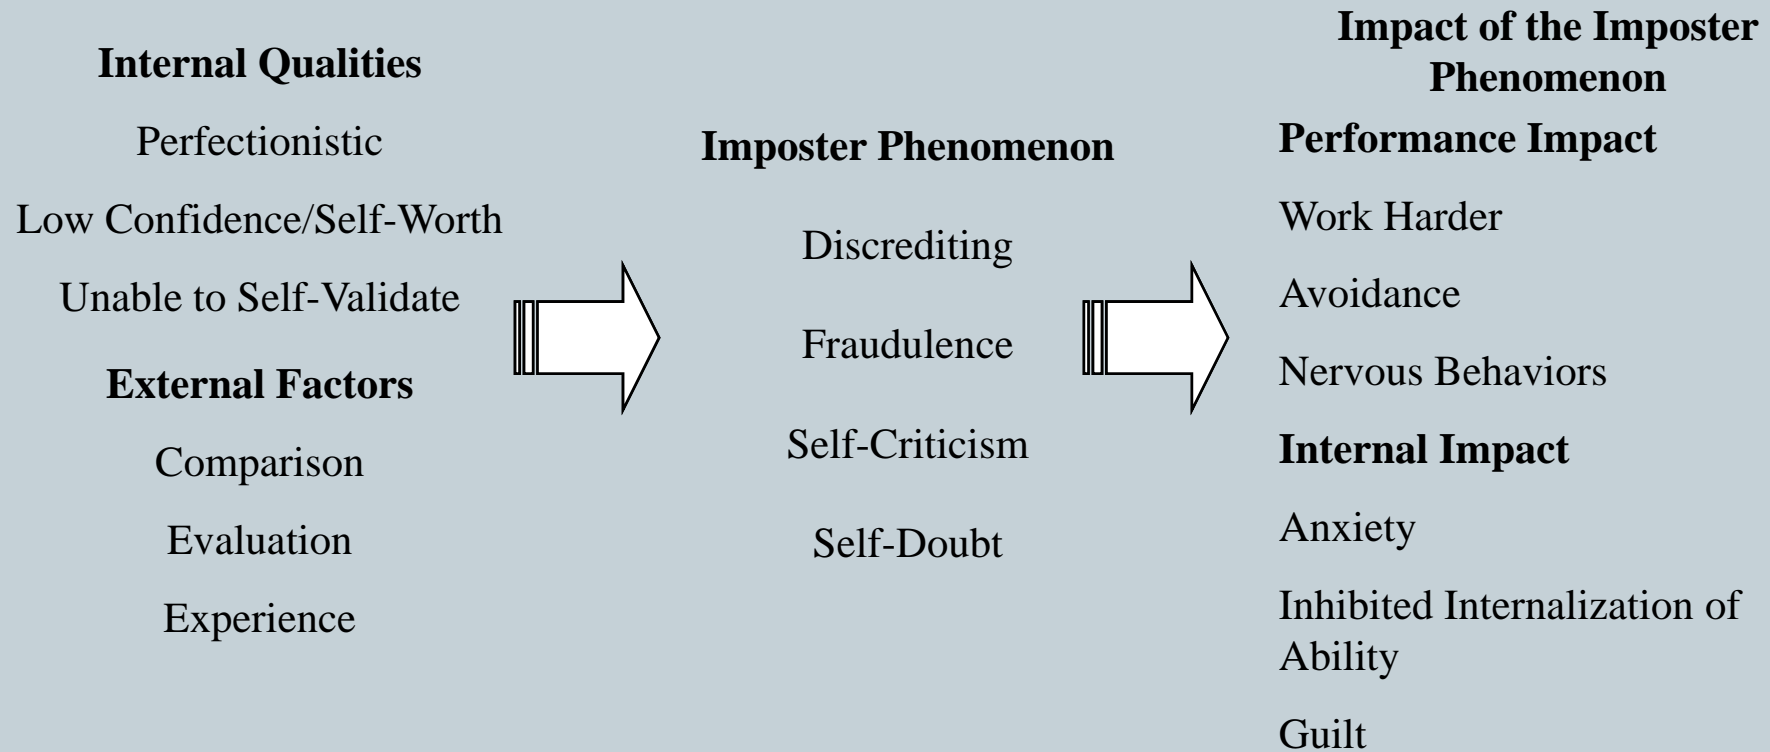 Internal Qualities
Perfectionistic
Low Confidence/Self-Worth
Unable to Self-Validate
External Factors
Comparison
Evaluation
Experience
Imposter Phenomenon
Discrediting
Fraudulence
Self-Criticism
Self-Doubt
Impact of the Imposter
Phenomenon
Performance Impact
Work Harder
Avoidance
Nervous Behaviors
Internal Impact
Anxiety
Inhibited Internalization of
Ability
Guilt